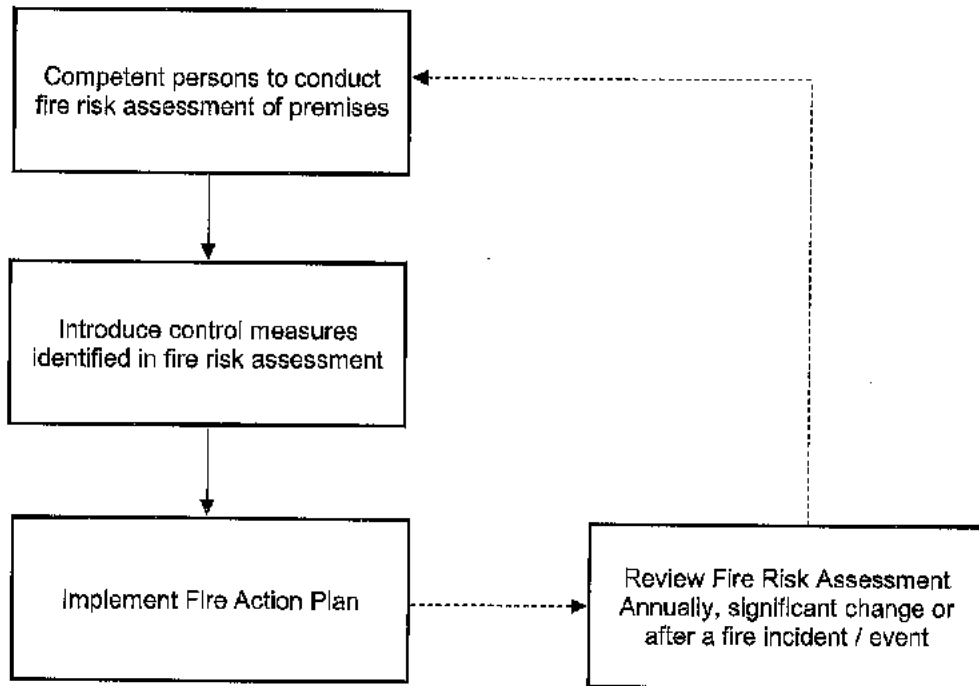 Competent persons to conduct
fire risk assessment of premises
Introduce control measures
identified in fire risk assessment
Implement Fire Action Plan
Review Fire Risk Assessment
Annually, significant change or
after a fire incident / event